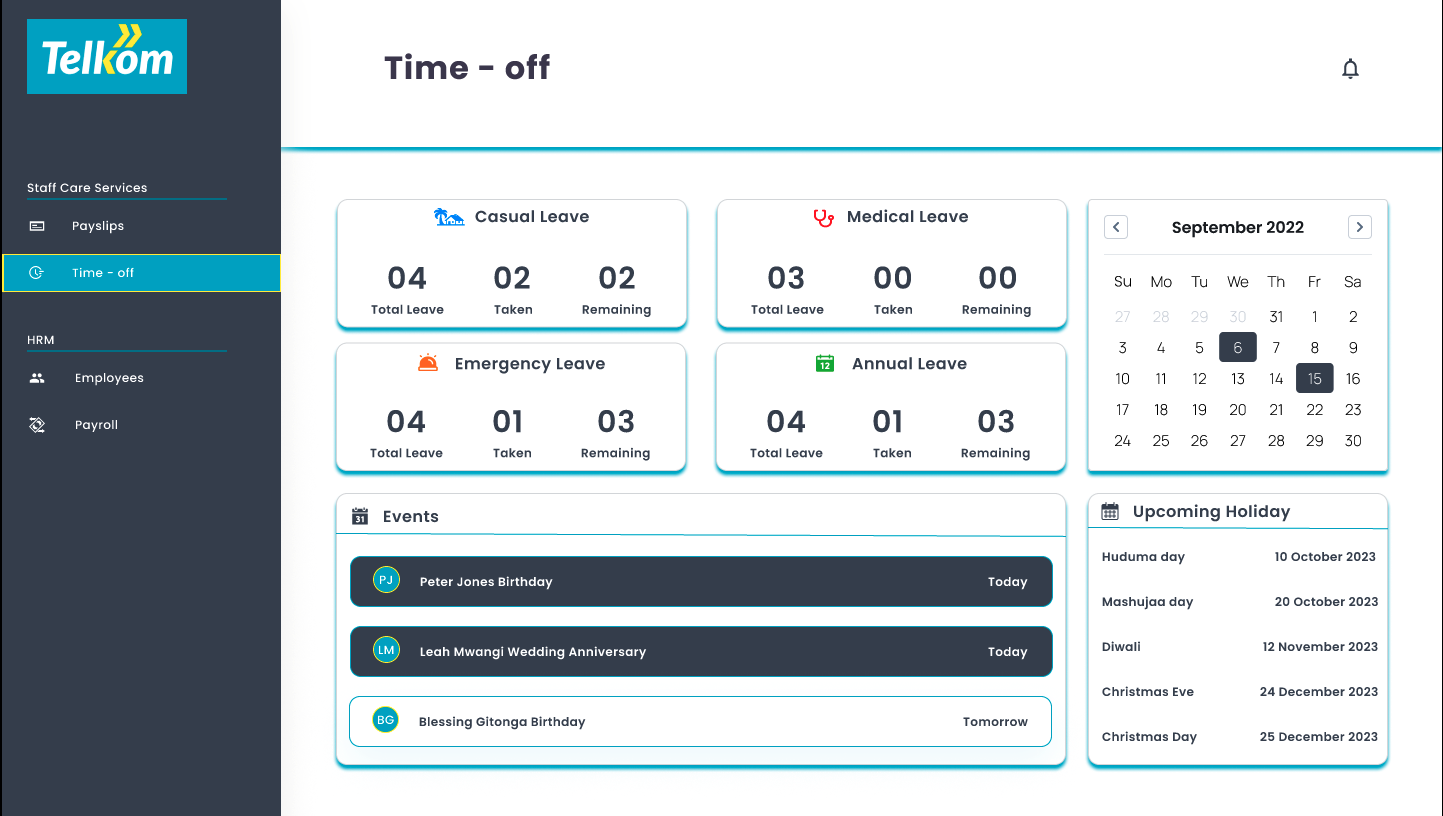 Telkom
Staff Care Services
Payslips
Time - off
HRM
Employees
Payroll
Time - off
Casual Leave
04 02 02
Total Leave Taken Remaining
Medical Leave
03 00 00
Total Leave Taken Remaining
Emergency Leave
04 01 03
Total Leave Taken Remaining
12 Annual Leave
04 01 03
Total Leave Taken Remaining
September 2022
Su Mo Tu We Th Fr Sa
27 28 29 30 31 1 2
3 4 5 6 7 8 9
10 11 12 13 14 15 16
17 18 19 20 21 22 23
24 25 26 27 28 29 30
31 Events
PJ Peter Jones Birthday Today
LM Leah Mwangi Wedding Anniversary Today
BG Blessing Gitonga Birthday Tomorrow
Upcoming Holiday
Huduma day 10 October 2023
Mashujaa day 20 October 2023
Diwali 12 November 2023
Christmas Eve 24 December 2023
Christmas Day 25 December 2023